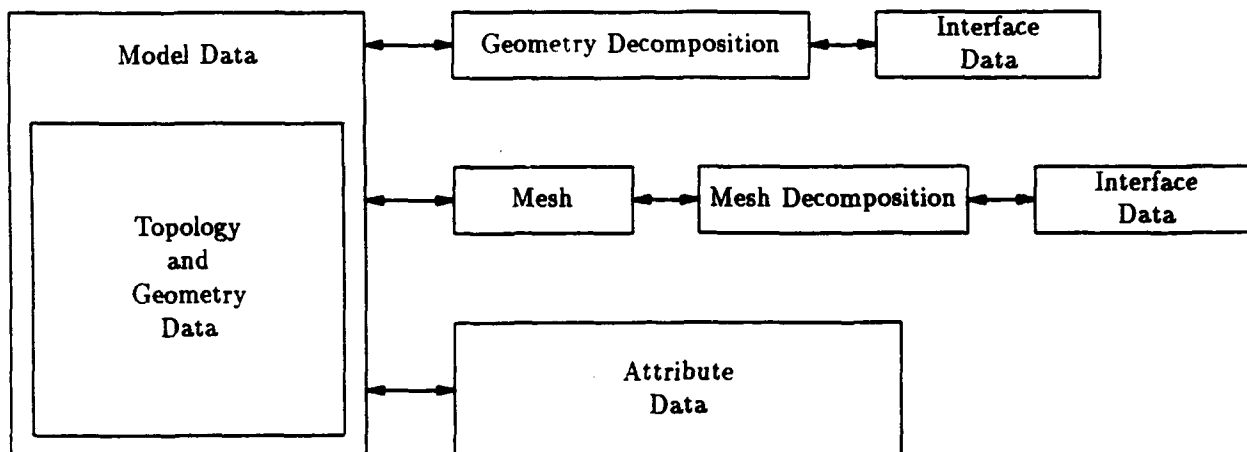 Model Data
Topology
and
Geometry
Data
Geometry Decomposition
Interface
Data
Mesh
Mesh Decomposition
Interface
Data
Attribute
Data